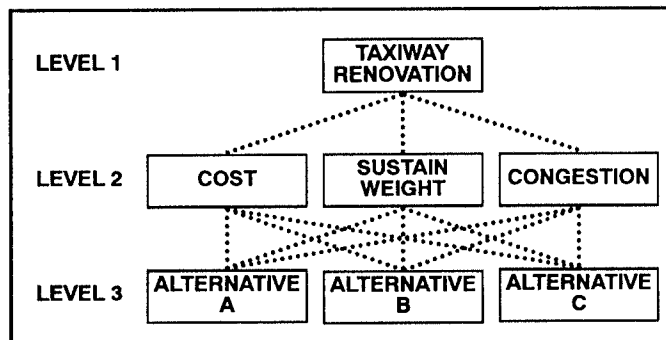 LEVEL 1
TAXIWAY
RENOVATION
LEVEL 2
COST
SUSTAIN
WEIGHT
CONGESTION
LEVEL 3
ALTERNATIVE
A
ALTERNATIVE
B
ALTERNATIVE
C